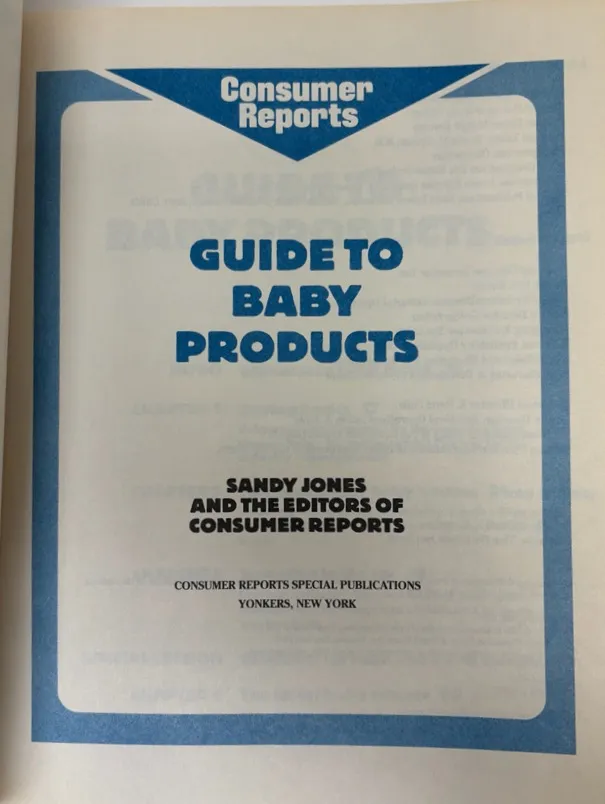 Consumer
Reports
GUIDE TO
BABY
PRODUCTS
SANDY JONES
AND THE EDITORS OF
CONSUMER REPORTS
CONSUMER REPORTS SPECIAL PUBLICATIONS
YONKERS, NEW YORK